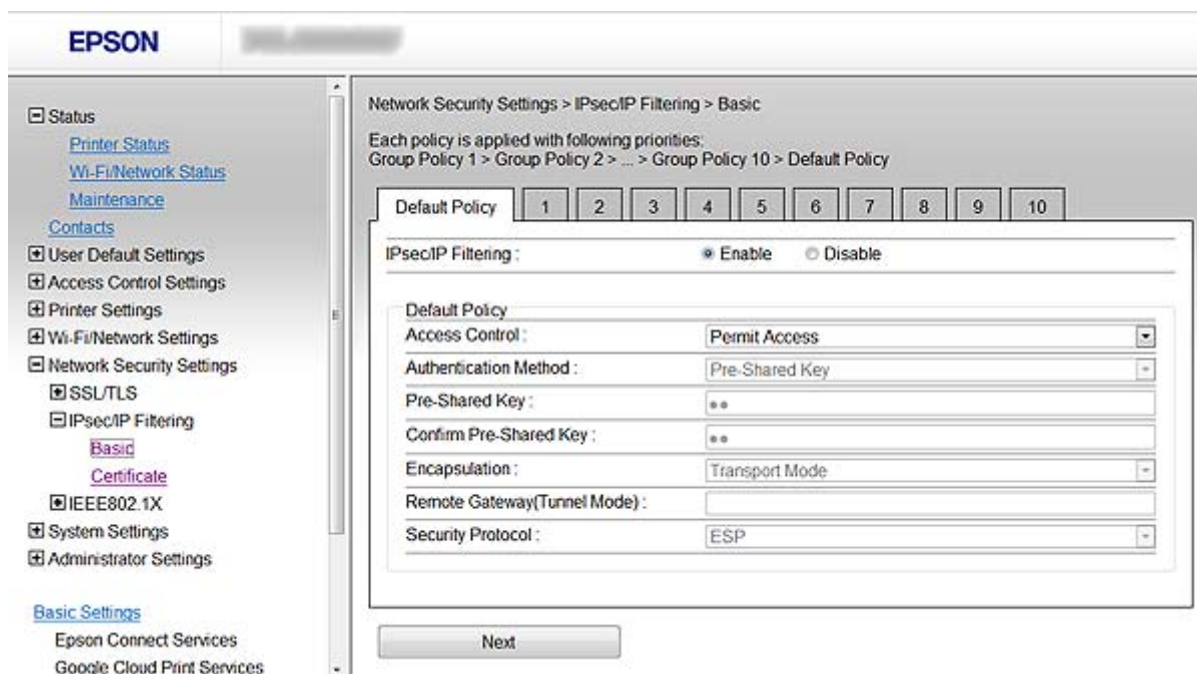 EPSON
Status
Printer Status
Wi-Fi/Network Status
Maintenance
Contacts
User Default Settings
Access Control Settings
Printer Settings
Wi-Fi/Network Settings
Network Security Settings
SSL/TLS
IPsec/IP Filtering
Basic
Certificate
IEEE802.1X
System Settings
Administrator Settings
Basic Settings
Epson Connect Services
Google Cloud Print Services
Network Security Settings > IPsec/IP Filtering > Basic
Each policy is applied with following priorities:
Group Policy 1 > Group Policy 2 > ... > Group Policy 10 > Default Policy
Default Policy 1 2 3 4 5 6 7 8 9 10
IPsec/IP Filtering : Enable Disable
Default Policy
Access Control : Permit Access
Authentication Method : Pre-Shared Key
Pre-Shared Key : ●●
Confirm Pre-Shared Key : ●●
Encapsulation : Transport Mode
Remote Gateway(Tunnel Mode) :
Security Protocol : ESP
Next